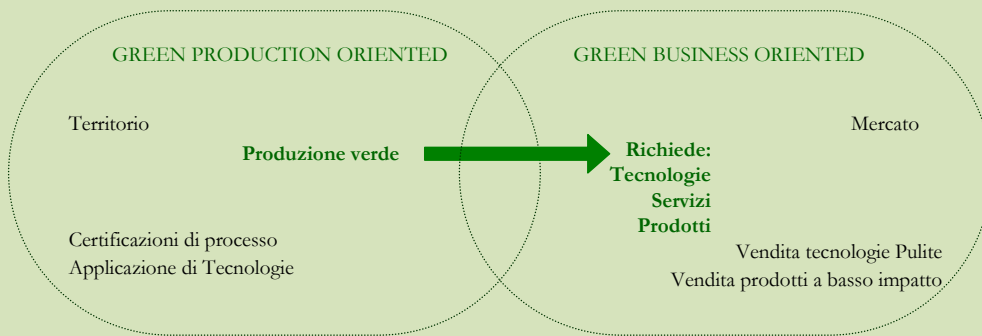 GREEN PRODUCTION ORIENTED
GREEN BUSINESS ORIENTED
Territorio
Mercato
Produzione verde
Richiede:
Tecnologie
Servizi
Prodotti
Certificazioni di processo
Applicazione di Tecnologie
Vendita tecnologie Pulite
Vendita prodotti a basso impatto